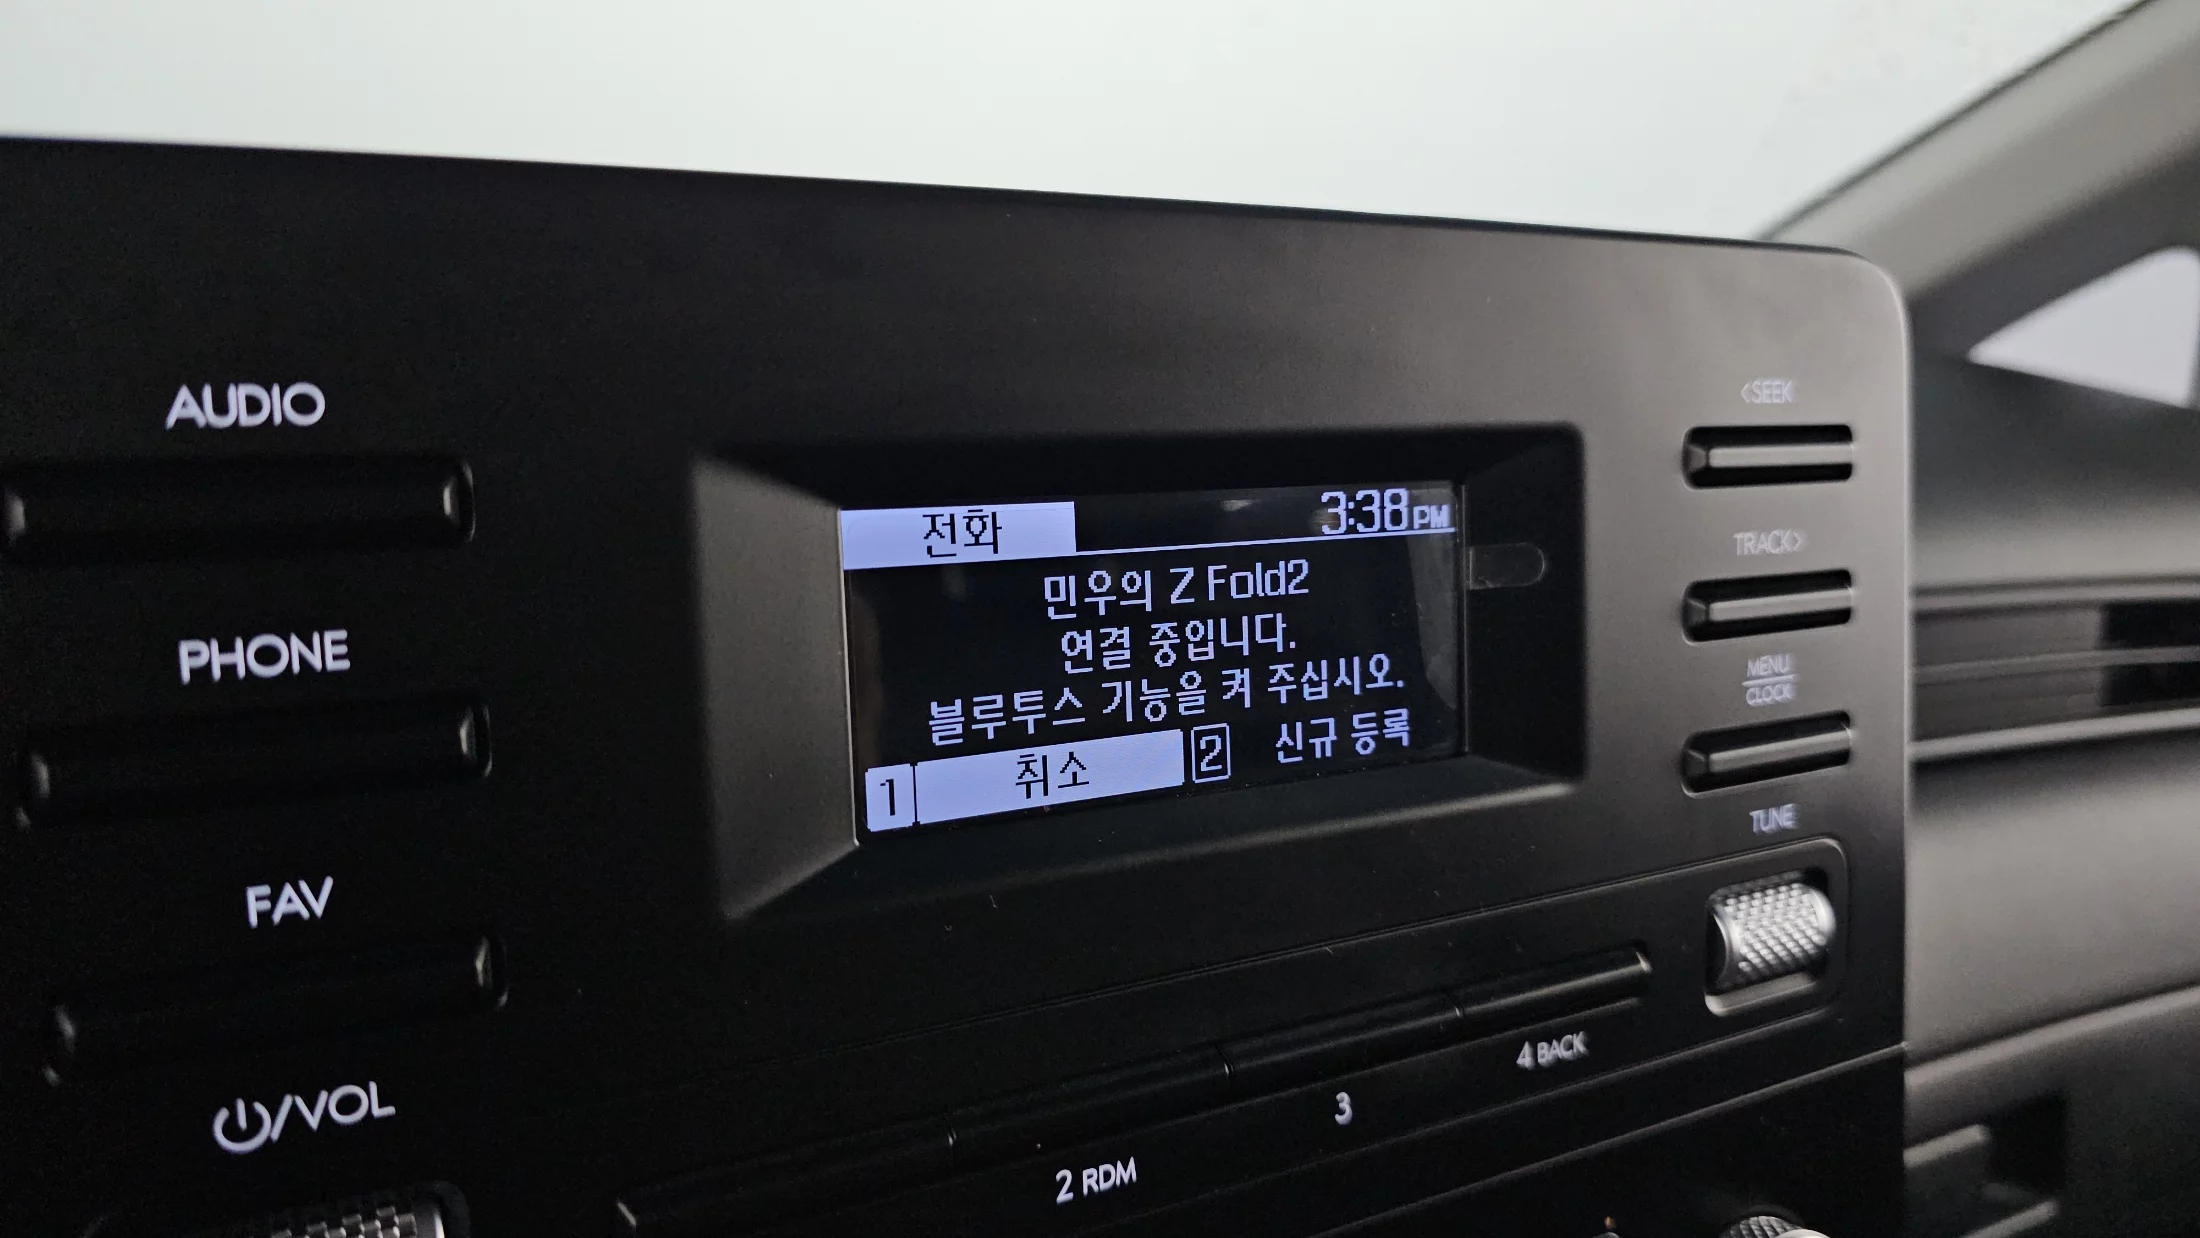 AUDIO
PHONE
FAV
/VOL
전화 3:38 PM
민우의 Z Fold2
연결 중입니다.
블루투스 기능을 켜 주십시오.
1 취소 2 신규 등록
<SEEK
TRACK>
MENU
CLOCK
TUNE
2 RDM
3
4 BACK